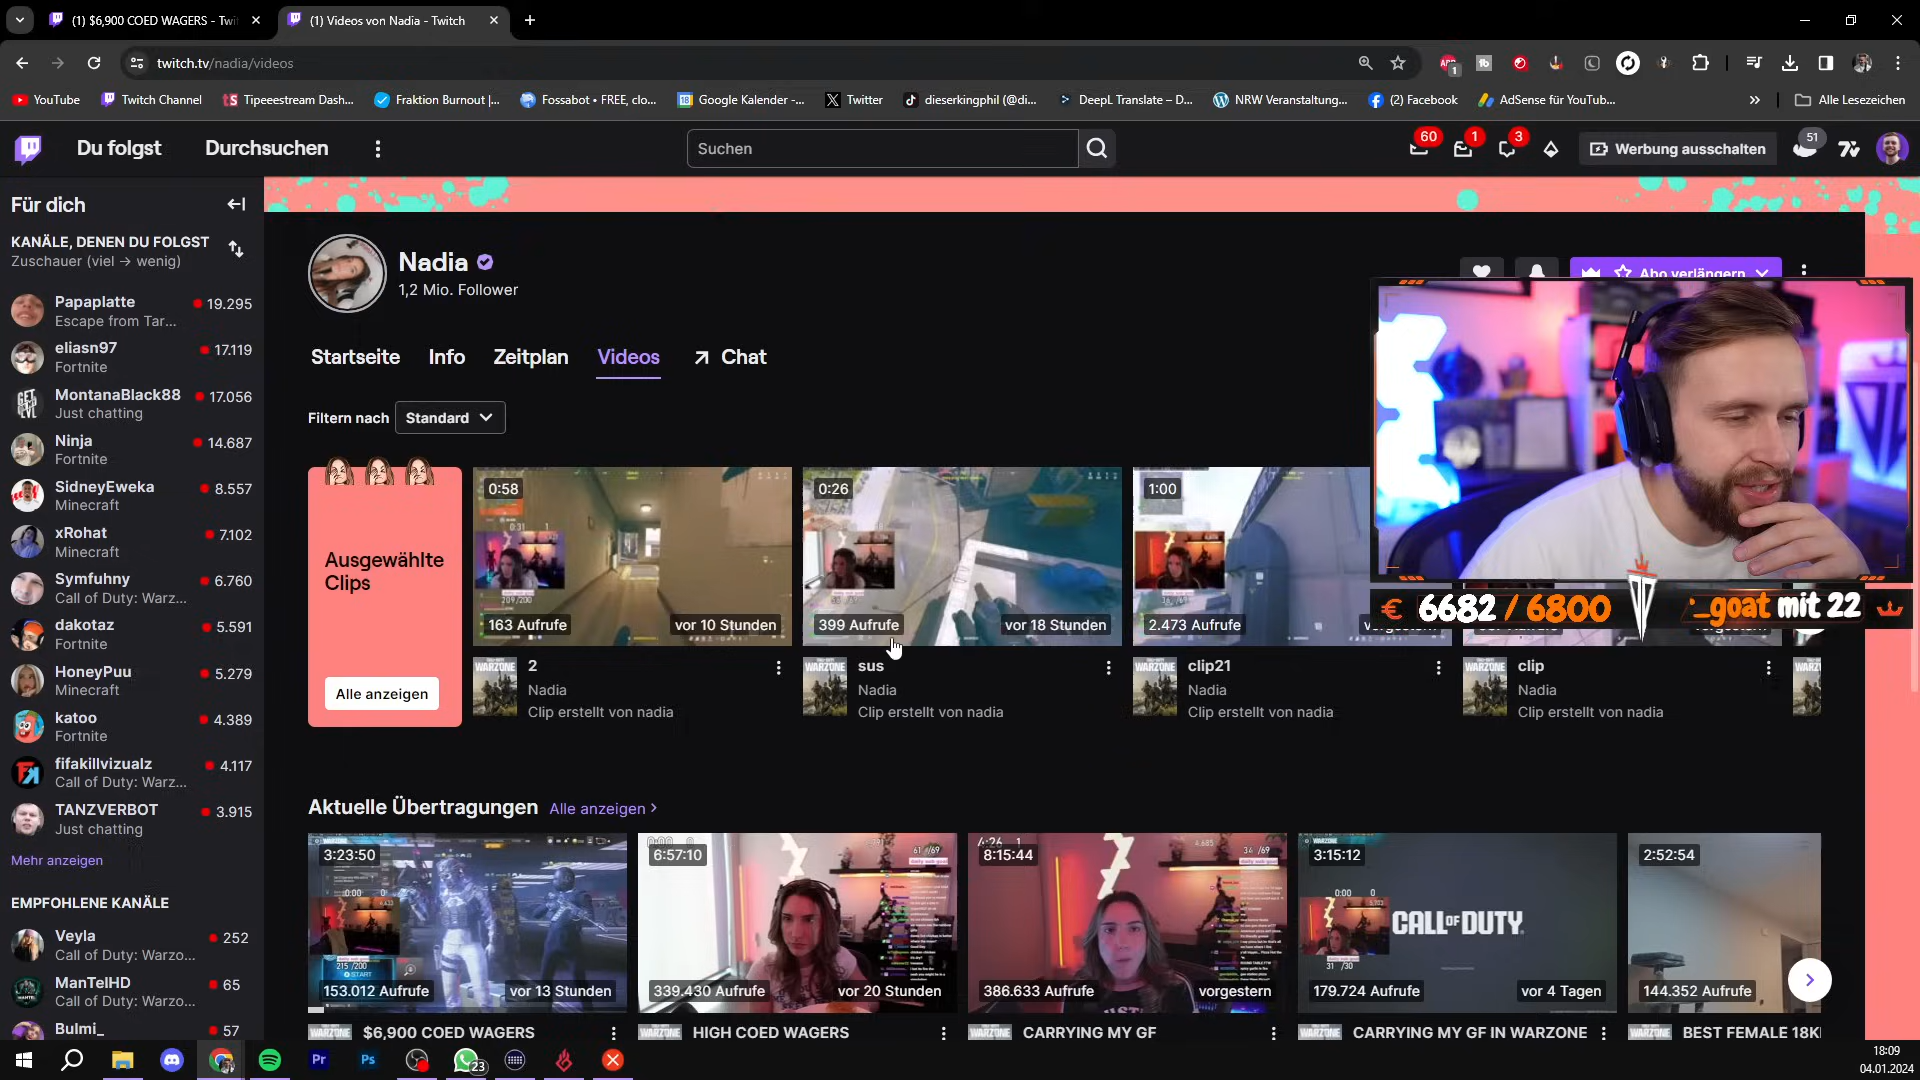 (1) $6,900 COED WAGERS - Twi
(1) Videos von Nadia - Twitch
twitch.tv/nadia/videos
YouTube
Twitch Channel
Tipeeestream Dash...
Fraktion Burnout |...
Fossabot • FREE, clo...
Google Kalender -...
Twitter
dieserkingphil (@di...
DeepL Translate – D...
NRW Veranstaltung...
(2) Facebook
AdSense für YouTub...
Alle Lesezeichen
Du folgst
Durchsuchen
Suchen
60
1
3
Werbung ausschalten
51
Für dich
KANÄLE, DENEN DU FOLGST
Zuschauer (viel → wenig)
Papaplatte 19.295
Escape from Tar...
eliasn97 17.119
Fortnite
MontanaBlack88 17.056
Just chatting
Ninja 14.687
Fortnite
SidneyEweka 8.557
Minecraft
xRohat 7.102
Minecraft
Symfuhny 6.760
Call of Duty: Warz...
dakotaz 5.591
Fortnite
HoneyPuu 5.279
Minecraft
katoo 4.389
Fortnite
fifakillvizualz 4.117
Call of Duty: Warz...
TANZVERBOT 3.915
Just chatting
Mehr anzeigen
EMPFOHLENE KANÄLE
Veyla 252
Call of Duty: Warzo...
ManTelHD 65
Call of Duty: Warzo...
Bulmi_ 57
Nadia
1,2 Mio. Follower
Abo verlängern
Startseite
Info
Zeitplan
Videos
Chat
Filtern nach
Standard
Ausgewählte
Clips
Alle anzeigen
0:58
163 Aufrufe
vor 10 Stunden
2
Nadia
Clip erstellt von nadia
0:26
399 Aufrufe
vor 18 Stunden
sus
Nadia
Clip erstellt von nadia
1:00
2.473 Aufrufe
clip21
Nadia
Clip erstellt von nadia
clip
Nadia
Clip erstellt von nadia
€ 6682 / 6800
_goat mit 22
Aktuelle Übertragungen
Alle anzeigen
3:23:50
153.012 Aufrufe
vor 13 Stunden
$6,900 COED WAGERS
6:57:10
339.430 Aufrufe
vor 20 Stunden
HIGH COED WAGERS
8:15:44
386.633 Aufrufe
vorgestern
CARRYING MY GF
3:15:12
CALL OF DUTY
179.724 Aufrufe
vor 4 Tagen
CARRYING MY GF IN WARZONE
2:52:54
144.352 Aufrufe
BEST FEMALE 18K
23
18:09
04.01.2024